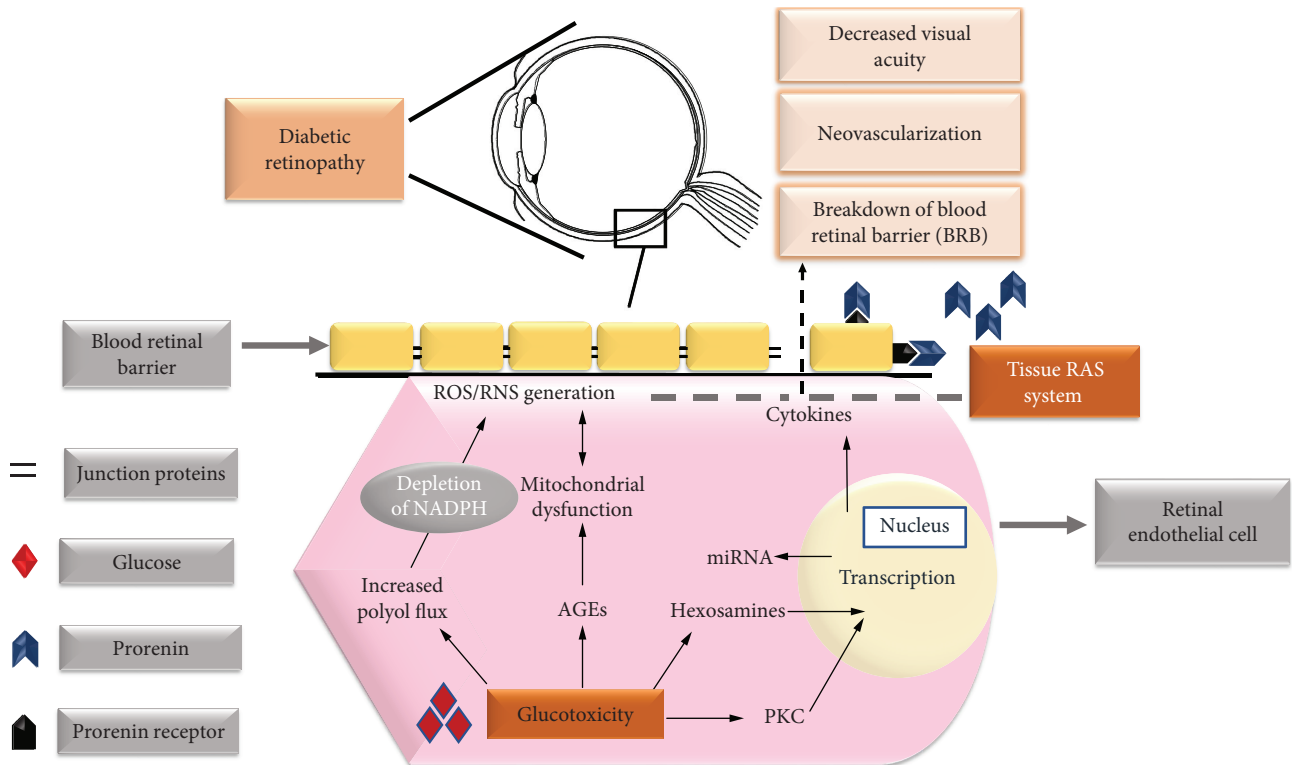 Decreased visual
acuity
Diabetic
retinopathy
Neovascularization
Breakdown of blood
retinal barrier (BRB)
Blood retinal
barrier
Tissue RAS
system
ROS/RNS generation
Cytokines
Junction proteins
Depletion
of NADPH
Mitochondrial
dysfunction
Nucleus
Retinal
endothelial cell
Glucose
miRNA
Transcription
Increased
polyol flux
AGEs
Hexosamines
Prorenin
Glucotoxicity
PKC
Prorenin receptor